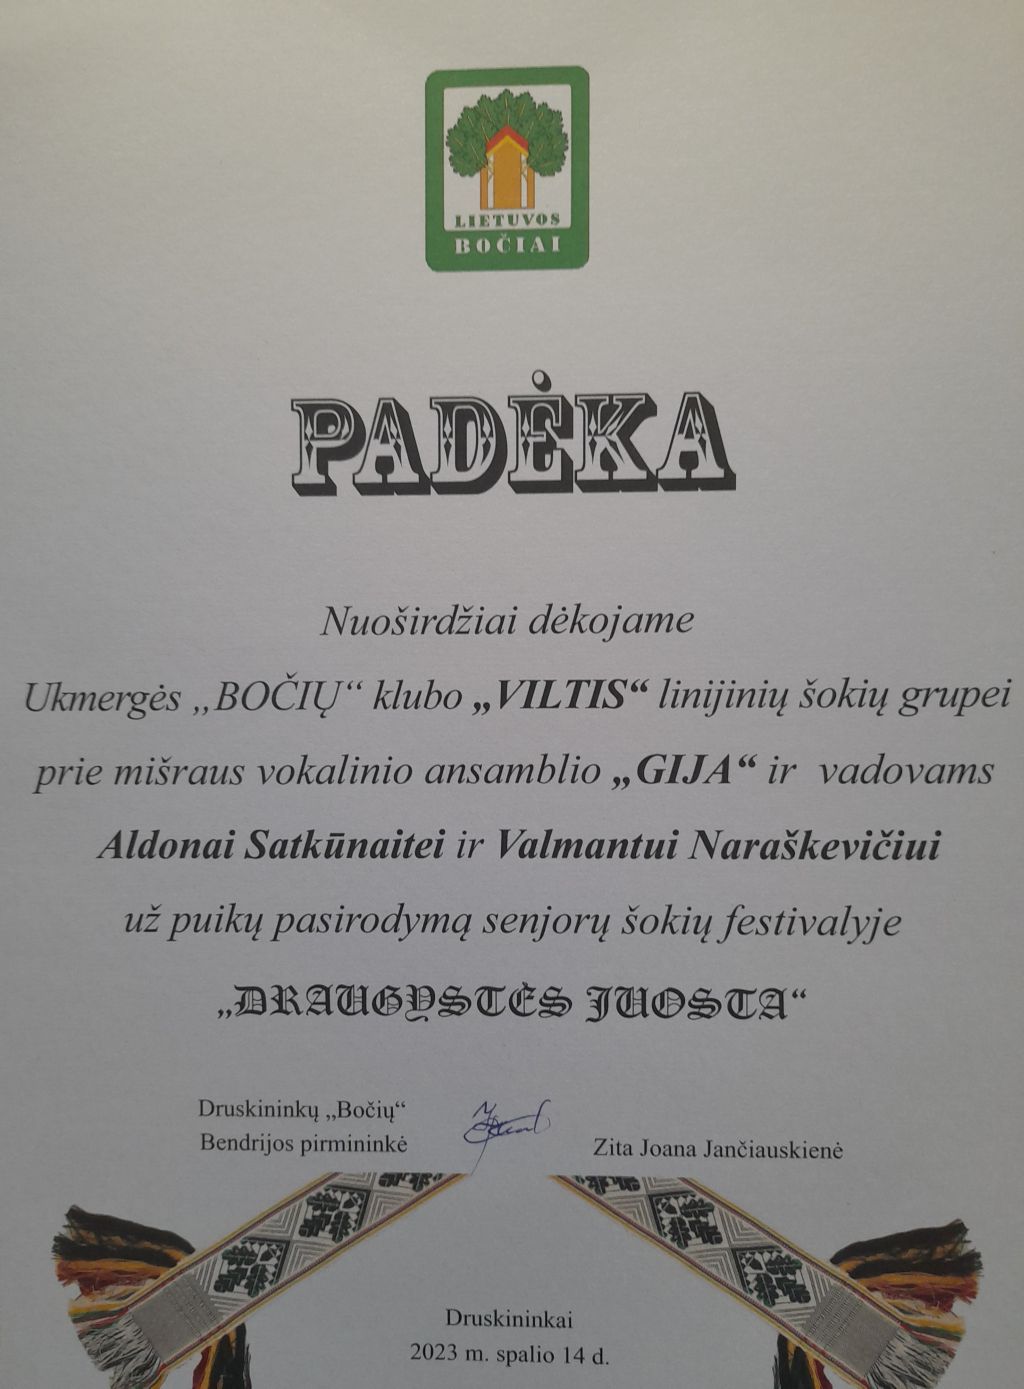 LIETUVOS
BOČIAI
PADĖKA
Nuoširdžiai dėkojame
Ukmergės „BOČIŲ“ klubo „VILTIS“ linijinių šokių grupei
prie mišraus vokalinio ansamblio „GIJA“ ir vadovams
Aldonai Satkūnaitei ir Valmantui Naraškevičiui
už puikų pasirodymą senjorų šokių festivalyje
„DRAUGYSTĖS JUOSTA“
Druskininkų „Bočių“
Bendrijos pirmininkė
Zita Joana Jančiauskienė
Druskininkai
2023 m. spalio 14 d.